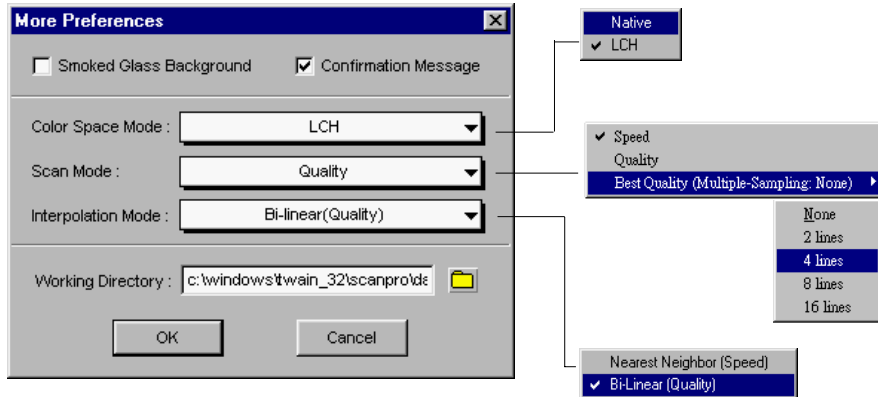 More Preferences
Smoked Glass Background
Confirmation Message
Color Space Mode :
LCH
Scan Mode :
Quality
Interpolation Mode :
Bi-linear(Quality)
Working Directory :
c:\windows\twain_32\scanpro\da
OK
Cancel
Native
LCH
Speed
Quality
Best Quality (Multiple-Sampling: None)
None
2 lines
4 lines
8 lines
16 lines
Nearest Neighbor (Speed)
Bi-Linear (Quality)